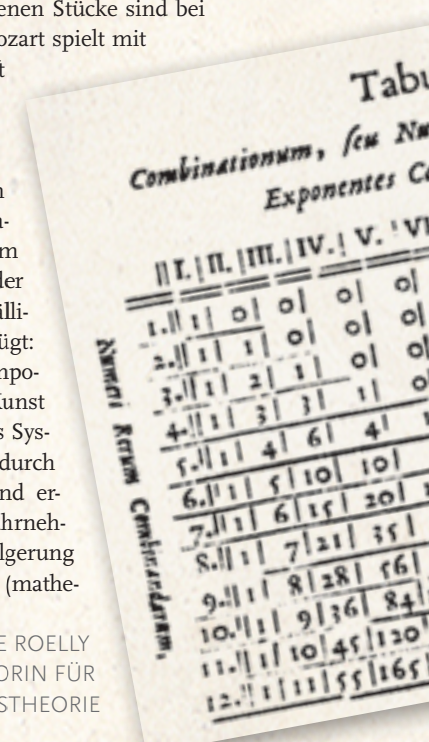 enen Stücke sind bei
ozart spielt mit
t
n
a-
m
der
illi-
ügt:
mpo-
Kunst
s Sys-
durch
nd er-
hrneh-
lgerung
(mathe-
E ROELLY
ORIN FÜR
STHEORIE
Tabu
Combinationum, ſeu Nu
Exponentes Co
|| I. | II. | III. | IV. | V. | VI
1. || 1 | 0 | 0 | 0 | 0 |
2. || 1 | 1 | 0 | 0 | 0 |
3. || 1 | 2 | 1 | 0 | 0 |
4. || 1 | 3 | 3 | 1 | 0 |
5. || 1 | 4 | 6 | 4 | 1
6. || 1 | 5 | 10 | 10 |
7. || 1 | 6 | 15 | 20 | 1
8. || 1 | 7 | 21 | 35 |
9. || 1 | 8 | 28 | 56 |
10. || 1 | 9 | 36 | 84 |
11. || 1 | 10 | 45 | 120
12. || 1 | 11 | 55 | 165
Numeri Rerum Combinandarum.